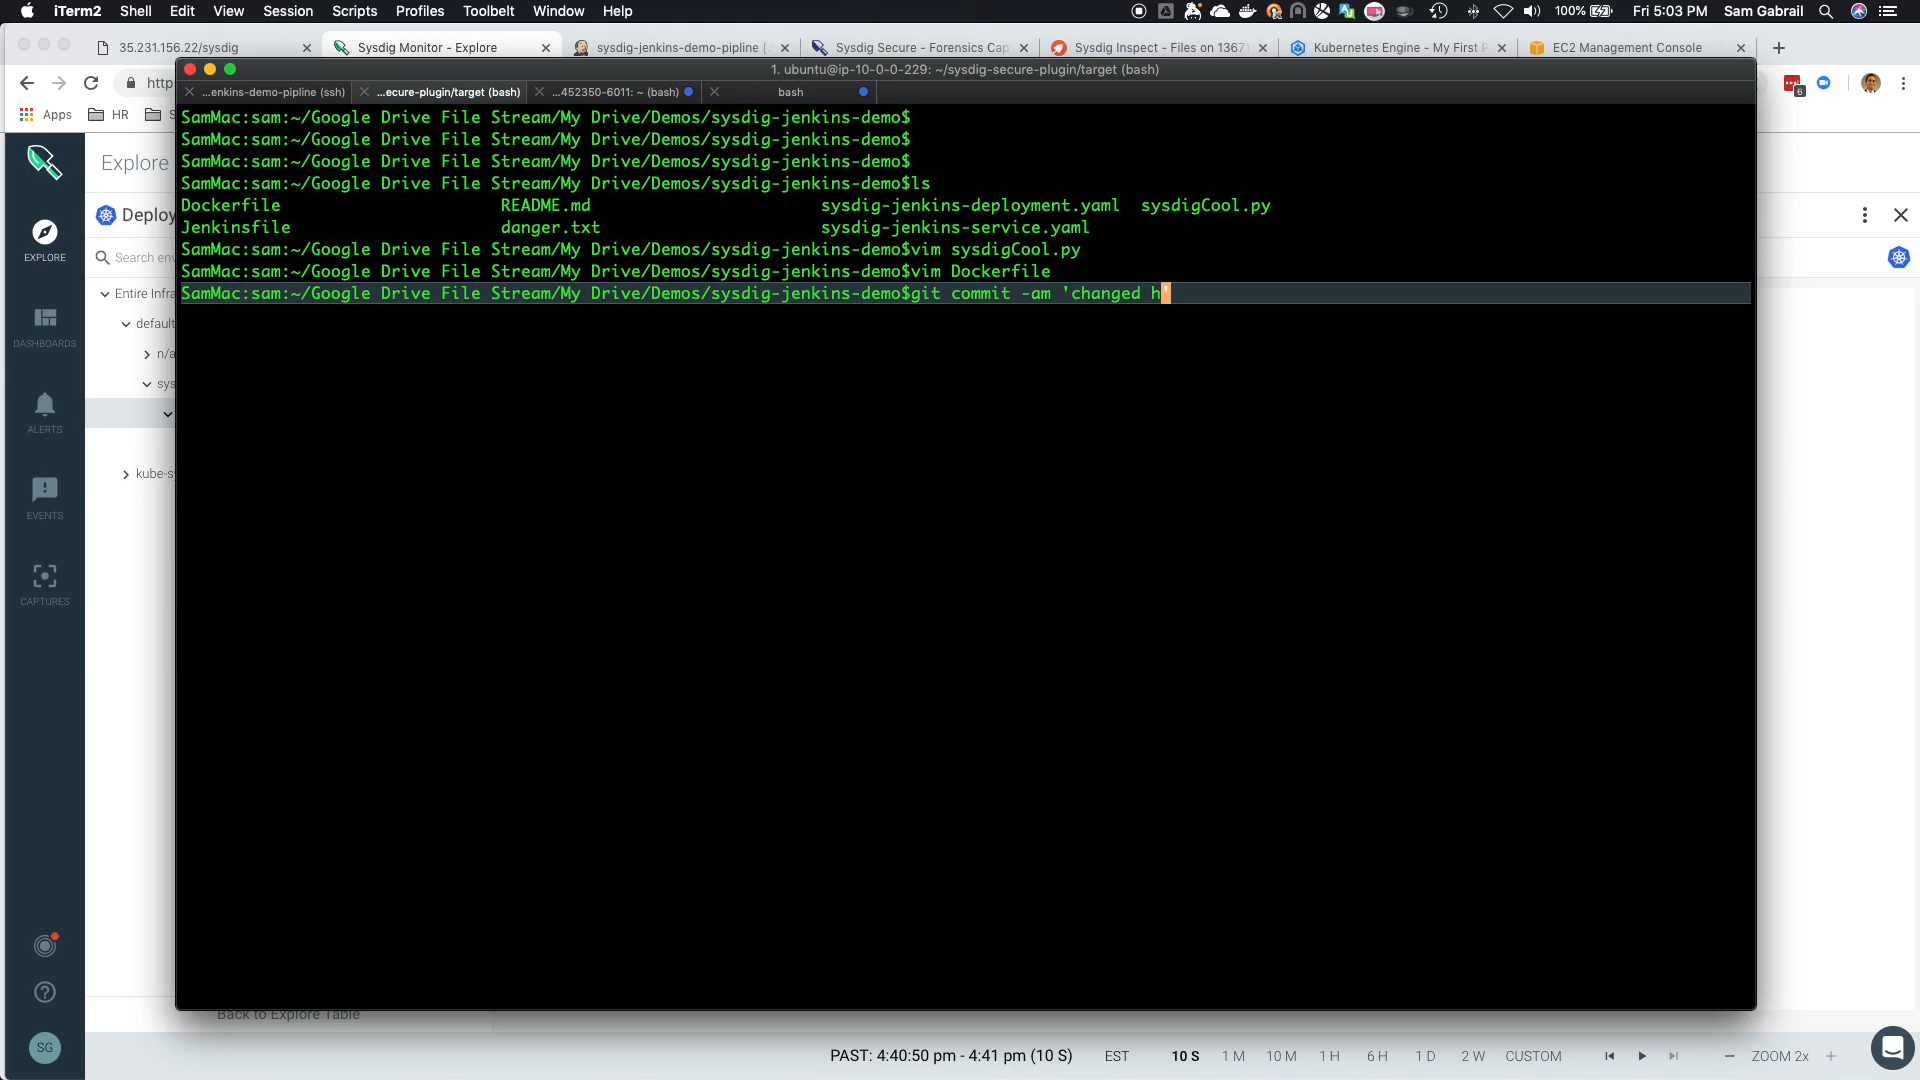 iTerm2 Shell Edit View Session Scripts Profiles Toolbelt Window Help 100% Fri 5:03 PM Sam Gabrail
35.231.156.22/sysdig Sysdig Monitor - Explore sysdig-jenkins-demo-pipline [. Sysdig Secure - Forensics Cap Sysdig Inspect - Files on 13671 Kubernetes Engine - My First P EC2 Management Console
https:
1. ubuntu@ip-10-0-0-229: ~/sysdig-secure-plugin/target (bash)
6
...enkins-demo-pipline (ssh) ...ecure-plugin/target (bash) ...452350-6011: ~ (bash) bash
Apps HR S
SamMac:sam:~/Google Drive File Stream/My Drive/Demos/sysdig-jenkins-demo$
SamMac:sam:~/Google Drive File Stream/My Drive/Demos/sysdig-jenkins-demo$
SamMac:sam:~/Google Drive File Stream/My Drive/Demos/sysdig-jenkins-demo$
SamMac:sam:~/Google Drive File Stream/My Drive/Demos/sysdig-jenkins-demo$ls
Dockerfile README.md sysdig-jenkins-deployment.yaml sysdigCool.py
Jenkinsfile danger.txt sysdig-jenkins-service.yaml
SamMac:sam:~/Google Drive File Stream/My Drive/Demos/sysdig-jenkins-demo$vim sysdigCool.py
SamMac:sam:~/Google Drive File Stream/My Drive/Demos/sysdig-jenkins-demo$vim Dockerfile
SamMac:sam:~/Google Drive File Stream/My Drive/Demos/sysdig-jenkins-demo$git commit -am 'changed h'
Explore
Deploy
Search env
Entire Infra
default
n/a
sys
kube-sy
EXPLORE
DASHBOARDS
ALERTS
EVENTS
CAPTURES
SG
Back to Explore Table
PAST: 4:40:50 pm - 4:41 pm (10 S) EST 10 S 1 M 10 M 1 H 6 H 1 D 2 W CUSTOM ZOOM 2x